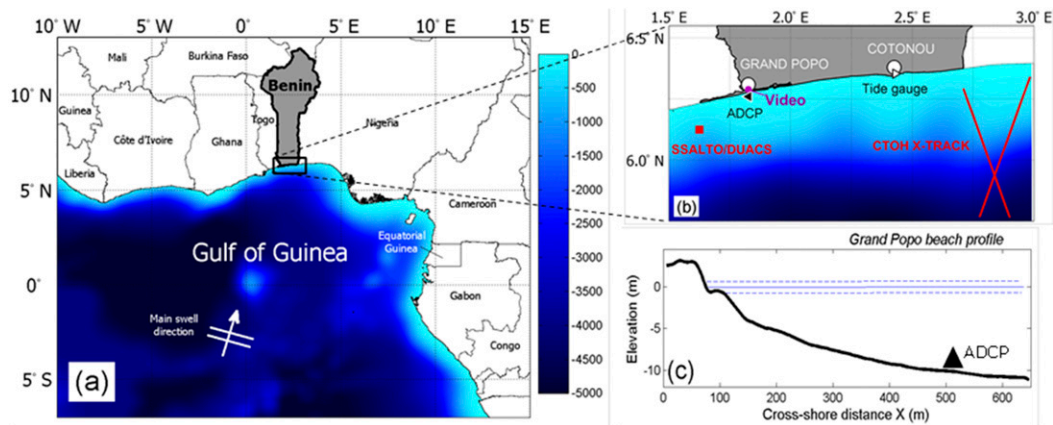 10°W
5°W
0°
5°E
10°E
15°E
Mali
Burkina Faso
10°N
Benin
Guinea
Togo
Nigeria
Côte d'Ivoire
Ghana
Liberia
5°N
Cameroon
Gulf of Guinea
Equatorial
Guinea
0°
Gabon
Main swell
direction
Congo
5°S
(a)
0
-500
-1000
-1500
-2000
-2500
-3000
-3500
-4000
-4500
-5000
1.5°E
2.0°E
2.5°E
3.0°E
6.5°N
COTONOU
GRAND POPO
Video
Tide gauge
ADCP
SSALTO/DUACS
CTOH X-TRACK
6.0°N
(b)
Grand Popo beach profile
Elevation (m)
0
-5
-10
ADCP
(c)
0 100 200 300 400 500 600
Cross-shore distance X (m)